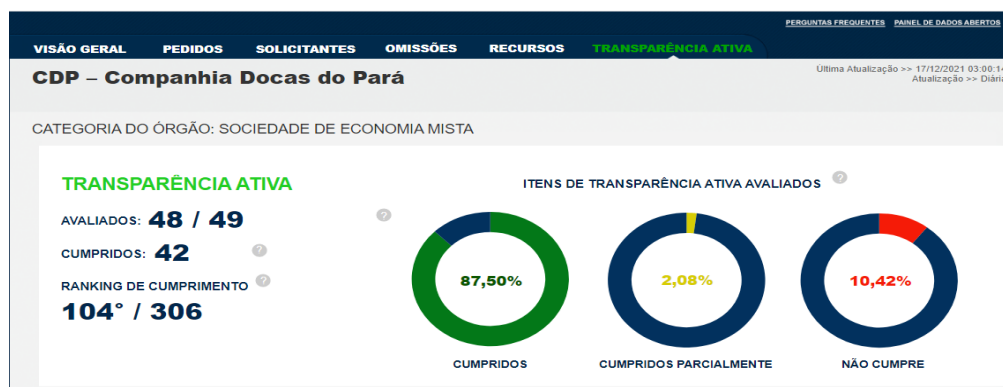 PERGUNTAS FREQUENTES PAINEL DE DADOS ABERTOS
VISÃO GERAL PEDIDOS SOLICITANTES OMISSÕES RECURSOS TRANSPARÊNCIA ATIVA
CDP – Companhia Docas do Pará
Última Atualização >> 17/12/2021 03:00:14
Atualização >> Diária
CATEGORIA DO ÓRGÃO: SOCIEDADE DE ECONOMIA MISTA
TRANSPARÊNCIA ATIVA
ITENS DE TRANSPARÊNCIA ATIVA AVALIADOS ?
AVALIADOS: 48 / 49 ?
CUMPRIDOS: 42 ?
RANKING DE CUMPRIMENTO ?
104° / 306
87,50% 2,08% 10,42%
CUMPRIDOS CUMPRIDOS PARCIALMENTE NÃO CUMPRE